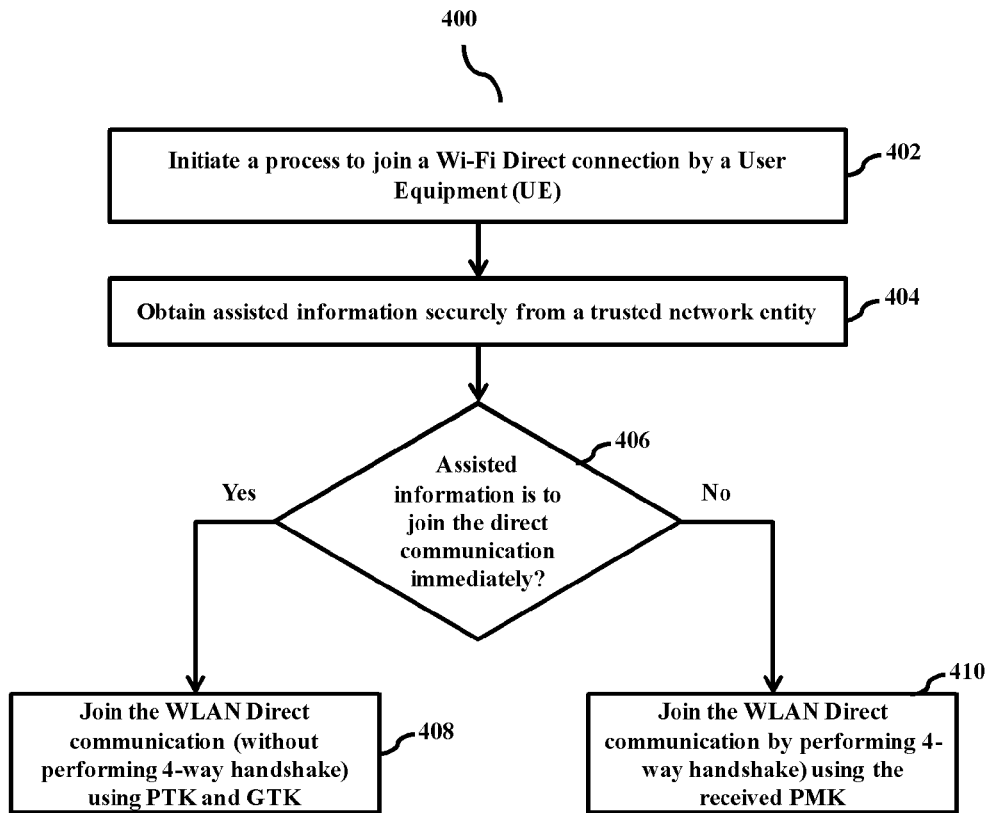 400
Initiate a process to join a Wi-Fi Direct connection by a User
Equipment (UE)
402
Obtain assisted information securely from a trusted network entity
404
406
Assisted
information is to
join the direct
communication
immediately?
Yes
No
Join the WLAN Direct
communication (without
performing 4-way handshake)
using PTK and GTK
408
410
Join the WLAN Direct
communication by performing 4-
way handshake) using the
received PMK